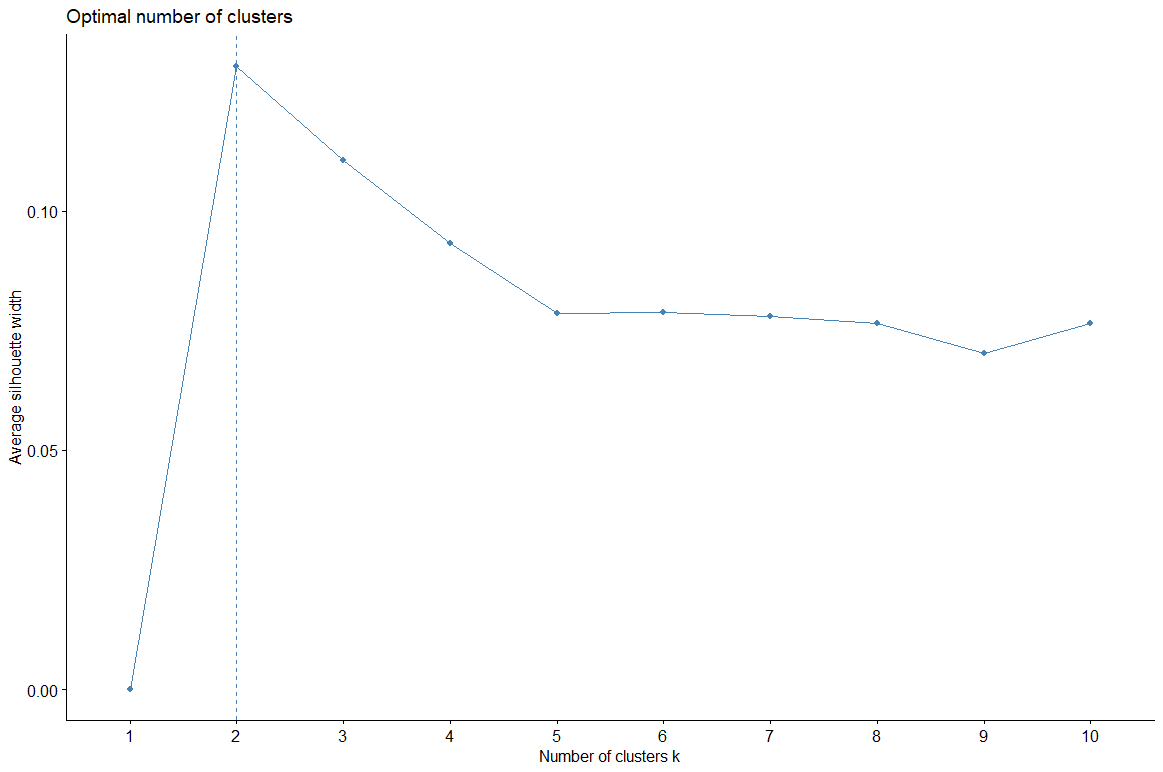 Optimal number of clusters
Average silhouette width
0.10
0.05
0.00
1 2 3 4 5 6 7 8 9 10
Number of clusters k